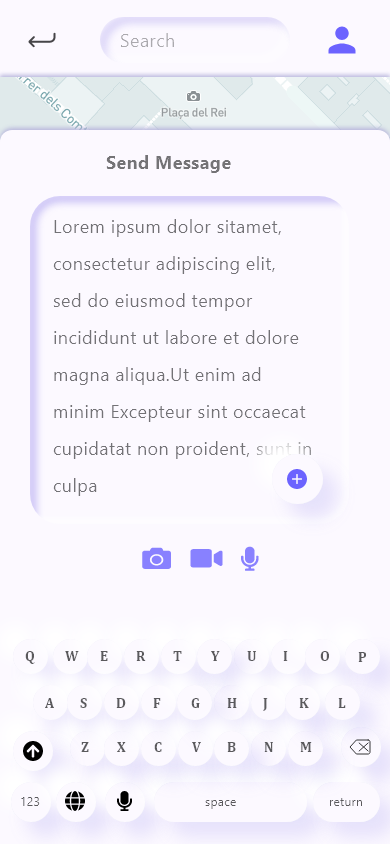 Search
rrer dels Com
Plaça del Rei
Send Message
Lorem ipsum dolor sitamet,
consectetur adipiscing elit,
sed do eiusmod tempor
incididunt ut labore et dolore
magna aliqua.Ut enim ad
minim Excepteur sint occaecat
cupidatat non proident, sunt in
culpa
Q W E R T Y U I O P
A S D F G H J K L
Z X C V B N M
123 space return